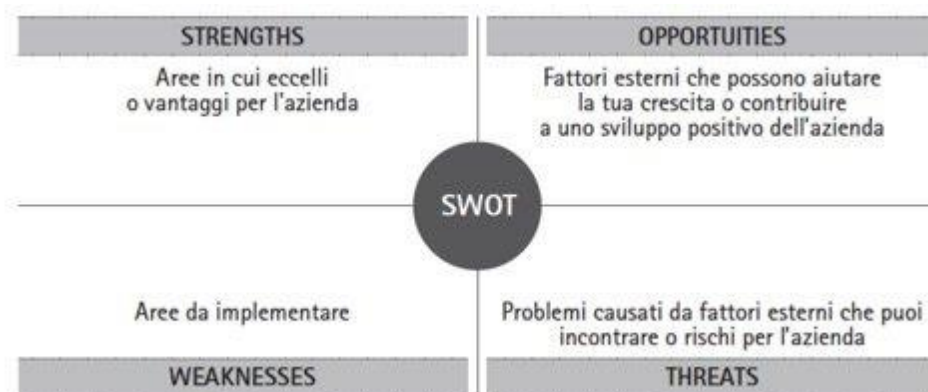 STRENGTHS
Aree in cui eccelli
o vantaggi per l'azienda
OPPORTUITIES
Fattori esterni che possono aiutare
la tua crescita o contribuire
a uno sviluppo positivo dell'azienda
SWOT
Aree da implementare
WEAKNESSES
Problemi causati da fattori esterni che puoi
incontrare o rischi per l'azienda
THREATS